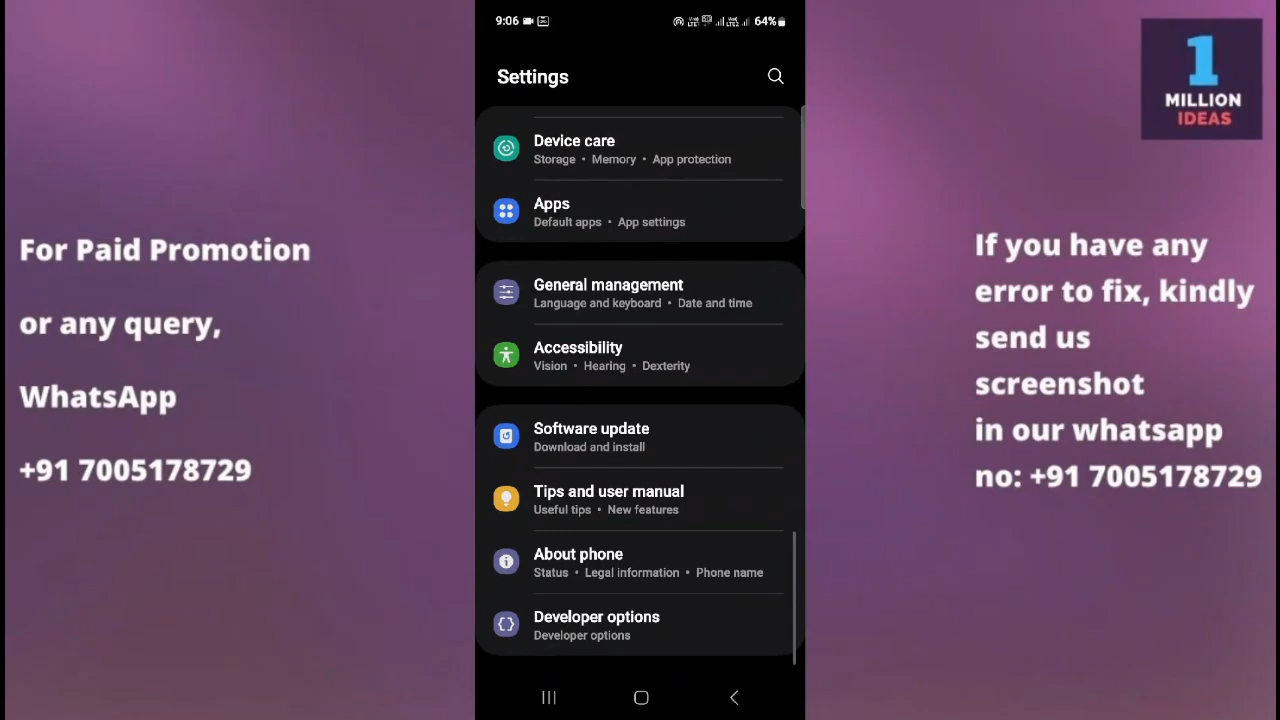 9:06
64%
Settings
1
MILLION
IDEAS
Device care
Storage • Memory • App protection
Apps
Default apps • App settings
General management
Language and keyboard • Date and time
Accessibility
Vision • Hearing • Dexterity
Software update
Download and install
Tips and user manual
Useful tips • New features
About phone
Status • Legal information • Phone name
Developer options
Developer options
For Paid Promotion
or any query,
WhatsApp
+91 7005178729
If you have any
error to fix, kindly
send us
screenshot
in our whatsapp
no: +91 7005178729